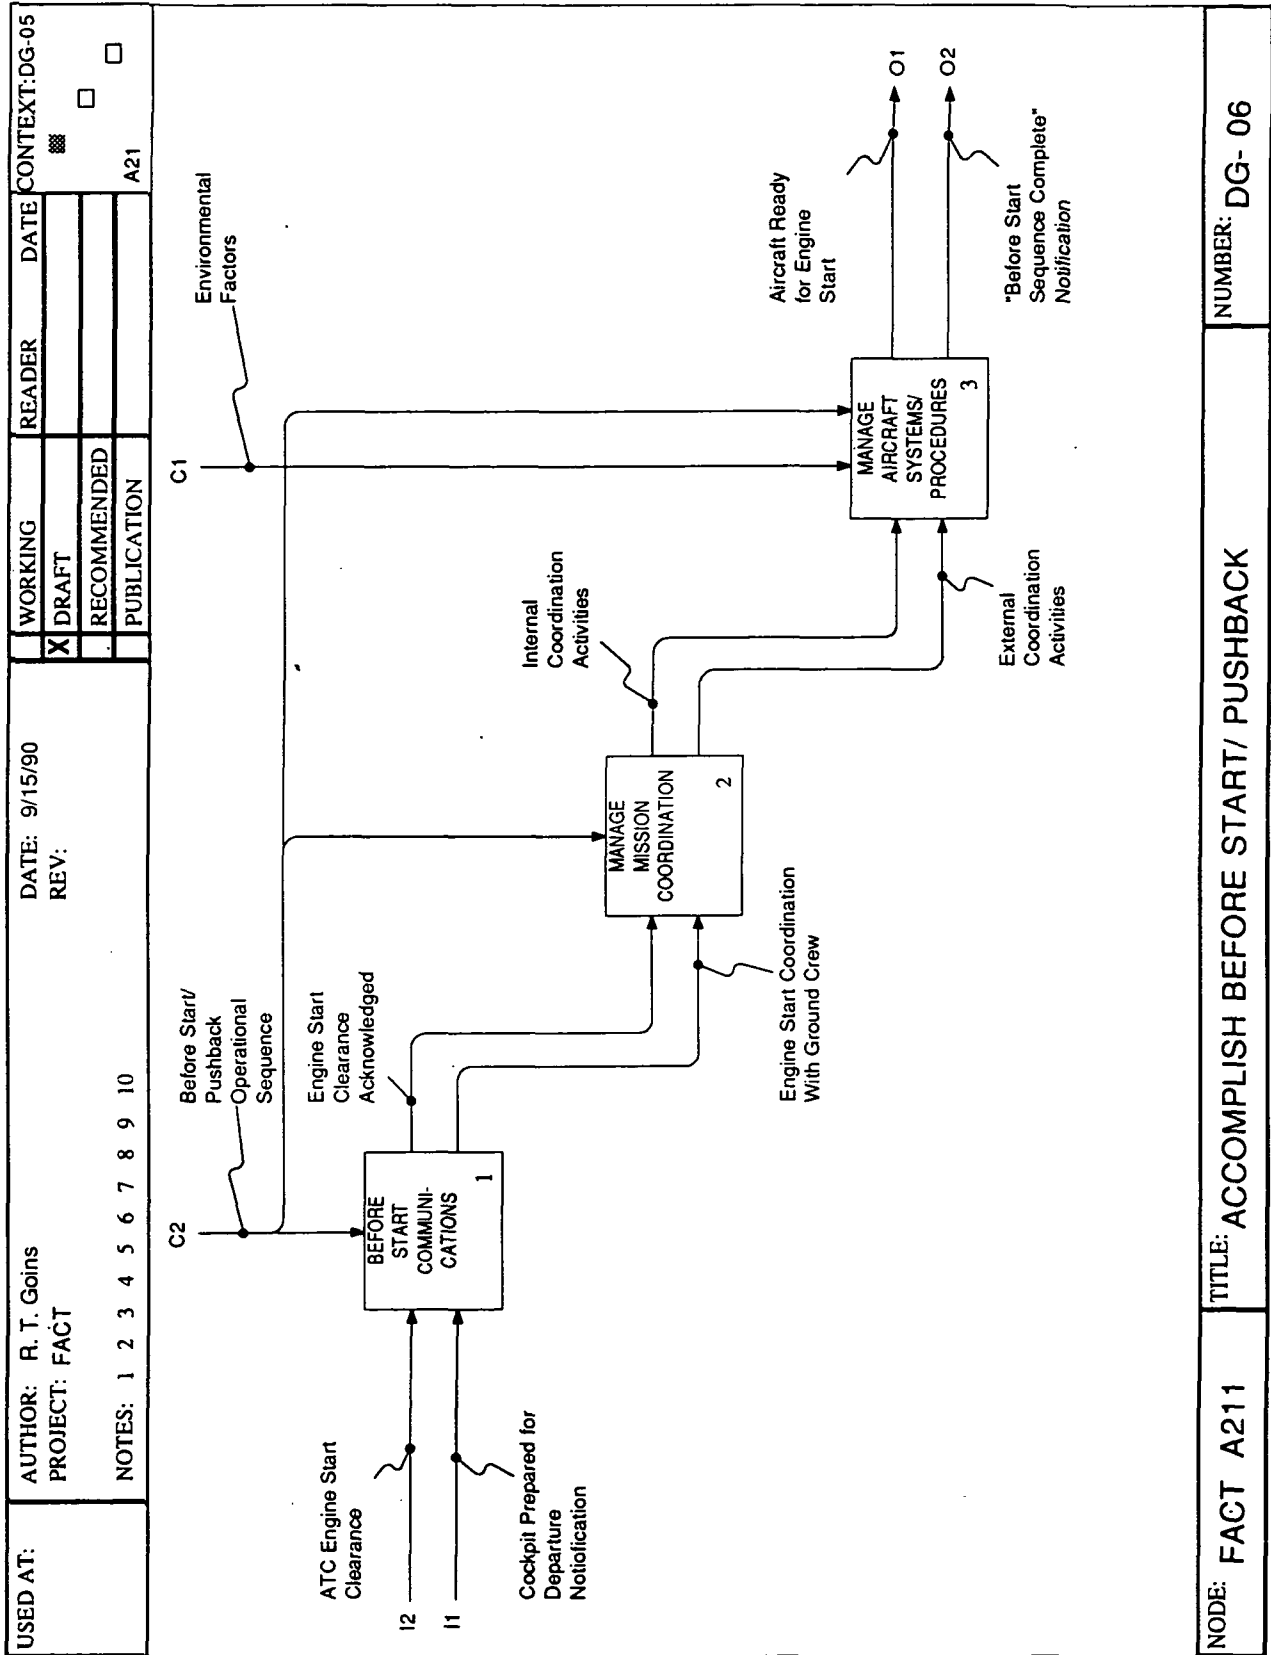 USED AT:
AUTHOR: R. T. Goins
PROJECT: FACT
DATE: 9/15/90
REV:
NOTES: 1 2 3 4 5 6 7 8 9 10
WORKING
X DRAFT
RECOMMENDED
PUBLICATION
READER
DATE
CONTEXT:DG-05
A21
C2
Before Start/
Pushback
Operational
Sequence
C1
Environmental
Factors
I2
ATC Engine Start
Clearance
I1
Cockpit Prepared for
Departure
Notiofication
BEFORE
START
COMMUNI-
CATIONS
1
Engine Start
Clearance
Acknowledged
Engine Start Coordination
With Ground Crew
MANAGE
MISSION
COORDINATION
2
Internal
Coordination
Activities
External
Coordination
Activities
MANAGE
AIRCRAFT
SYSTEMS/
PROCEDURES
3
Aircraft Ready
for Engine
Start
O1
"Before Start
Sequence Complete"
Notification
O2
NODE: FACT A211
TITLE: ACCOMPLISH BEFORE START/ PUSHBACK
NUMBER: DG- 06